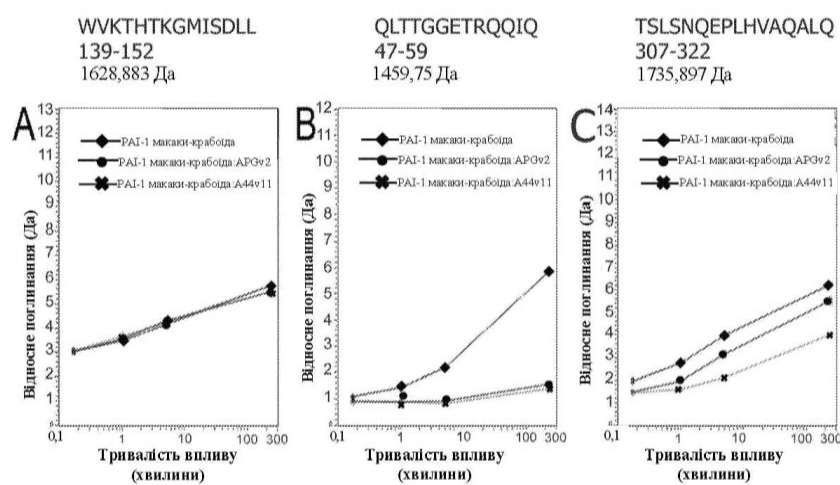 WVKTHTKGMISDLL
139-152
1628,883 Да
QLTTGGETRQQIQ
47-59
1459,75 Да
TSLSNQEPLHVAQALQ
307-322
1735,897 Да
A
Відносне поглинання (Да)
13
12
11
10
9
8
7
6
5
4
3
2
1
0,1
1
10
100
300
PAI-1 макаки-крабоїда
PAI-1 макаки-крабоїда:APGv2
PAI-1 макаки-крабоїда:A44v11
Тривалість впливу
(хвилини)
B
Відносне поглинання (Да)
12
11
10
9
8
7
6
5
4
3
2
1
0,1
1
10
100
300
PAI-1 макаки-крабоїда
PAI-1 макаки-крабоїда:APGv2
PAI-1 макаки-крабоїда:A44v11
Тривалість впливу
(хвилини)
C
Відносне поглинання (Да)
14
13
12
11
10
9
8
7
6
5
4
3
2
1
0,1
1
10
100
300
PAI-1 макаки-крабоїда
PAI-1 макаки-крабоїда:APGv2
PAI-1 макаки-крабоїда:A44v11
Тривалість впливу
(хвилини)